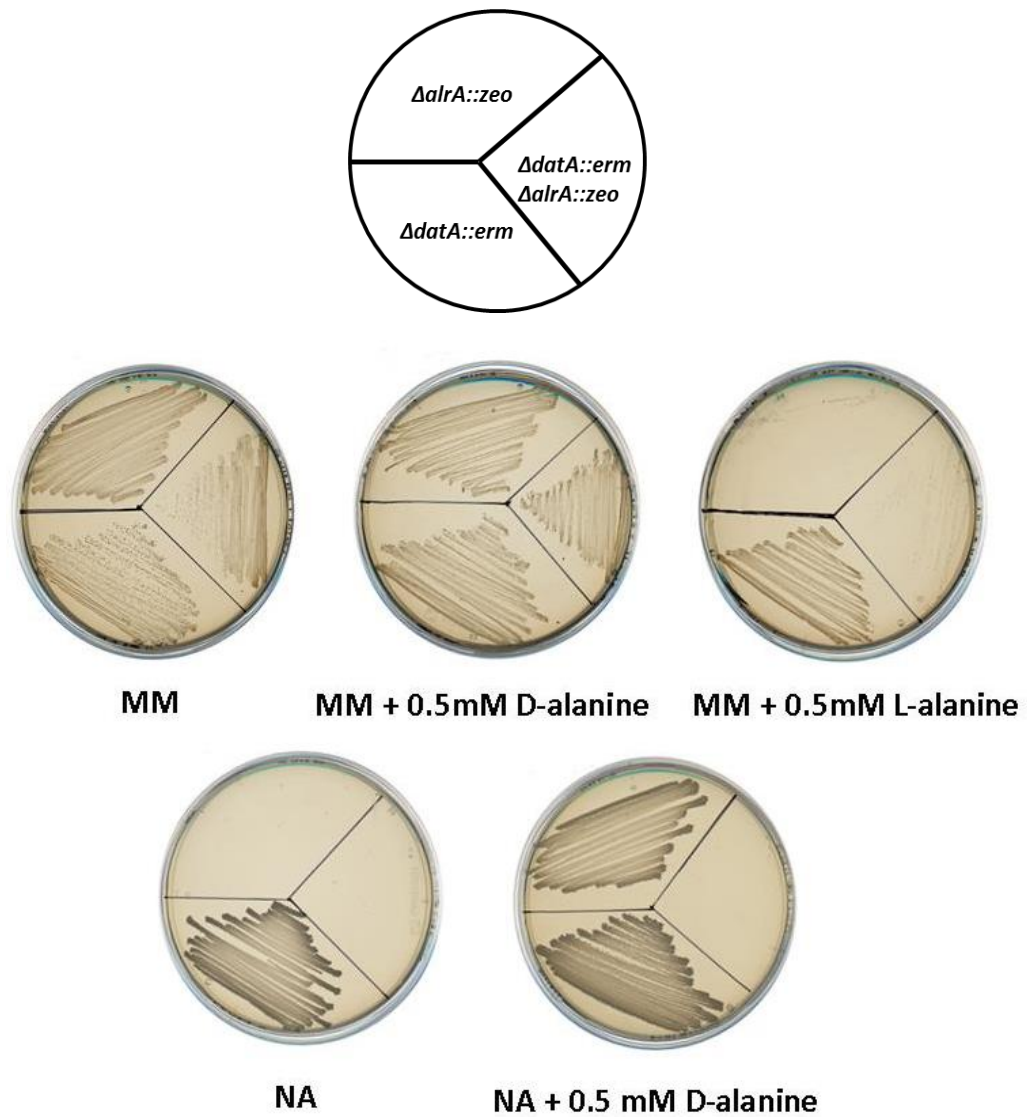 ΔalrA::zeo
ΔdatA::erm
ΔalrA::zeo
ΔdatA::erm
MM
MM + 0.5mM D-alanine
MM + 0.5mM L-alanine
NA
NA + 0.5 mM D-alanine